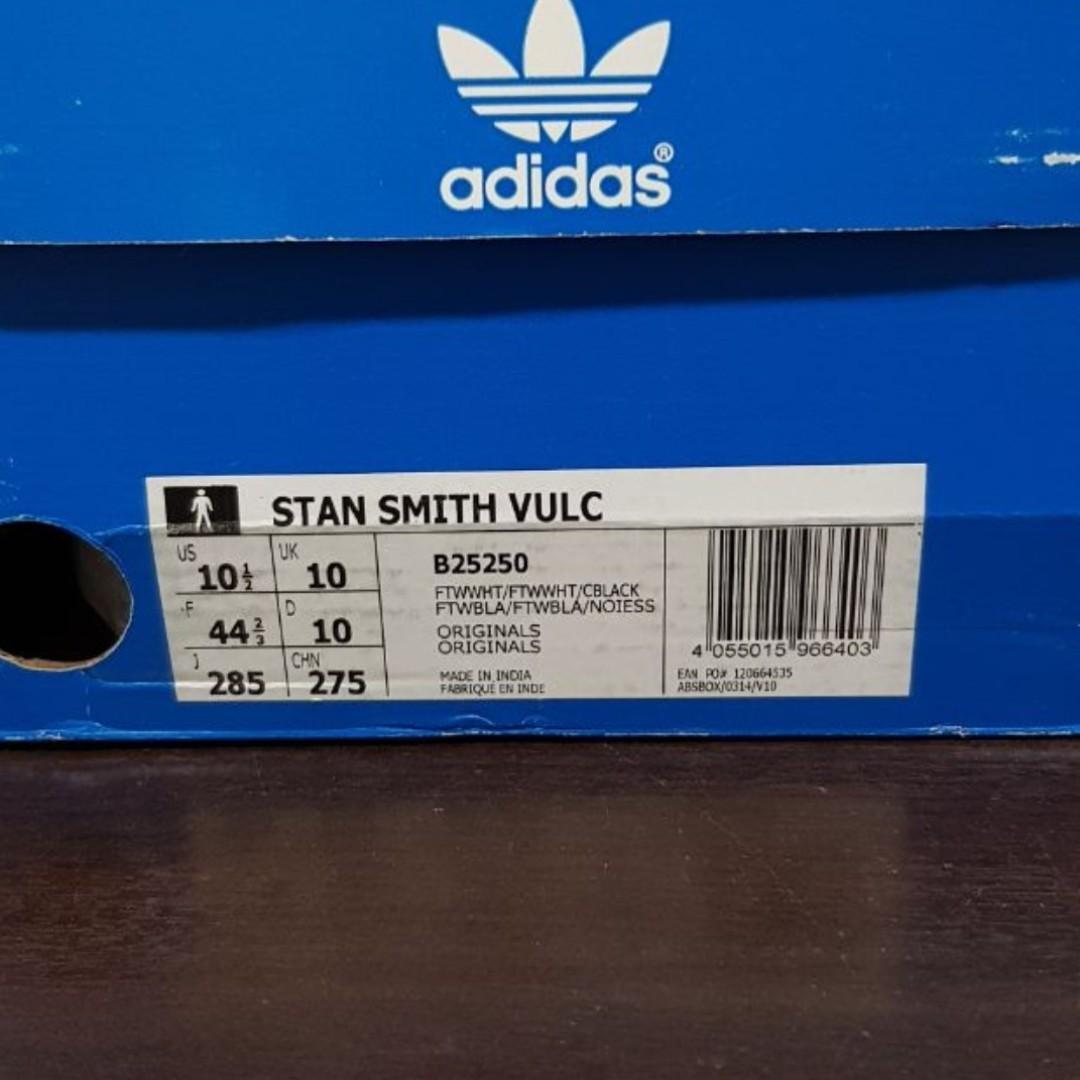 adidas®
STAN SMITH VULC
US 10½
UK 10
F 44⅔
D 10
J 285
CHN 275
B25250
FTWWHT/FTWWHT/CBLACK
FTWBLA/FTWBLA/NOIESS
ORIGINALS
ORIGINALS
MADE IN INDIA
FABRIQUE EN INDE
4 055015 966403
EAN PO# 120664535
ABSBOX/0314/V10